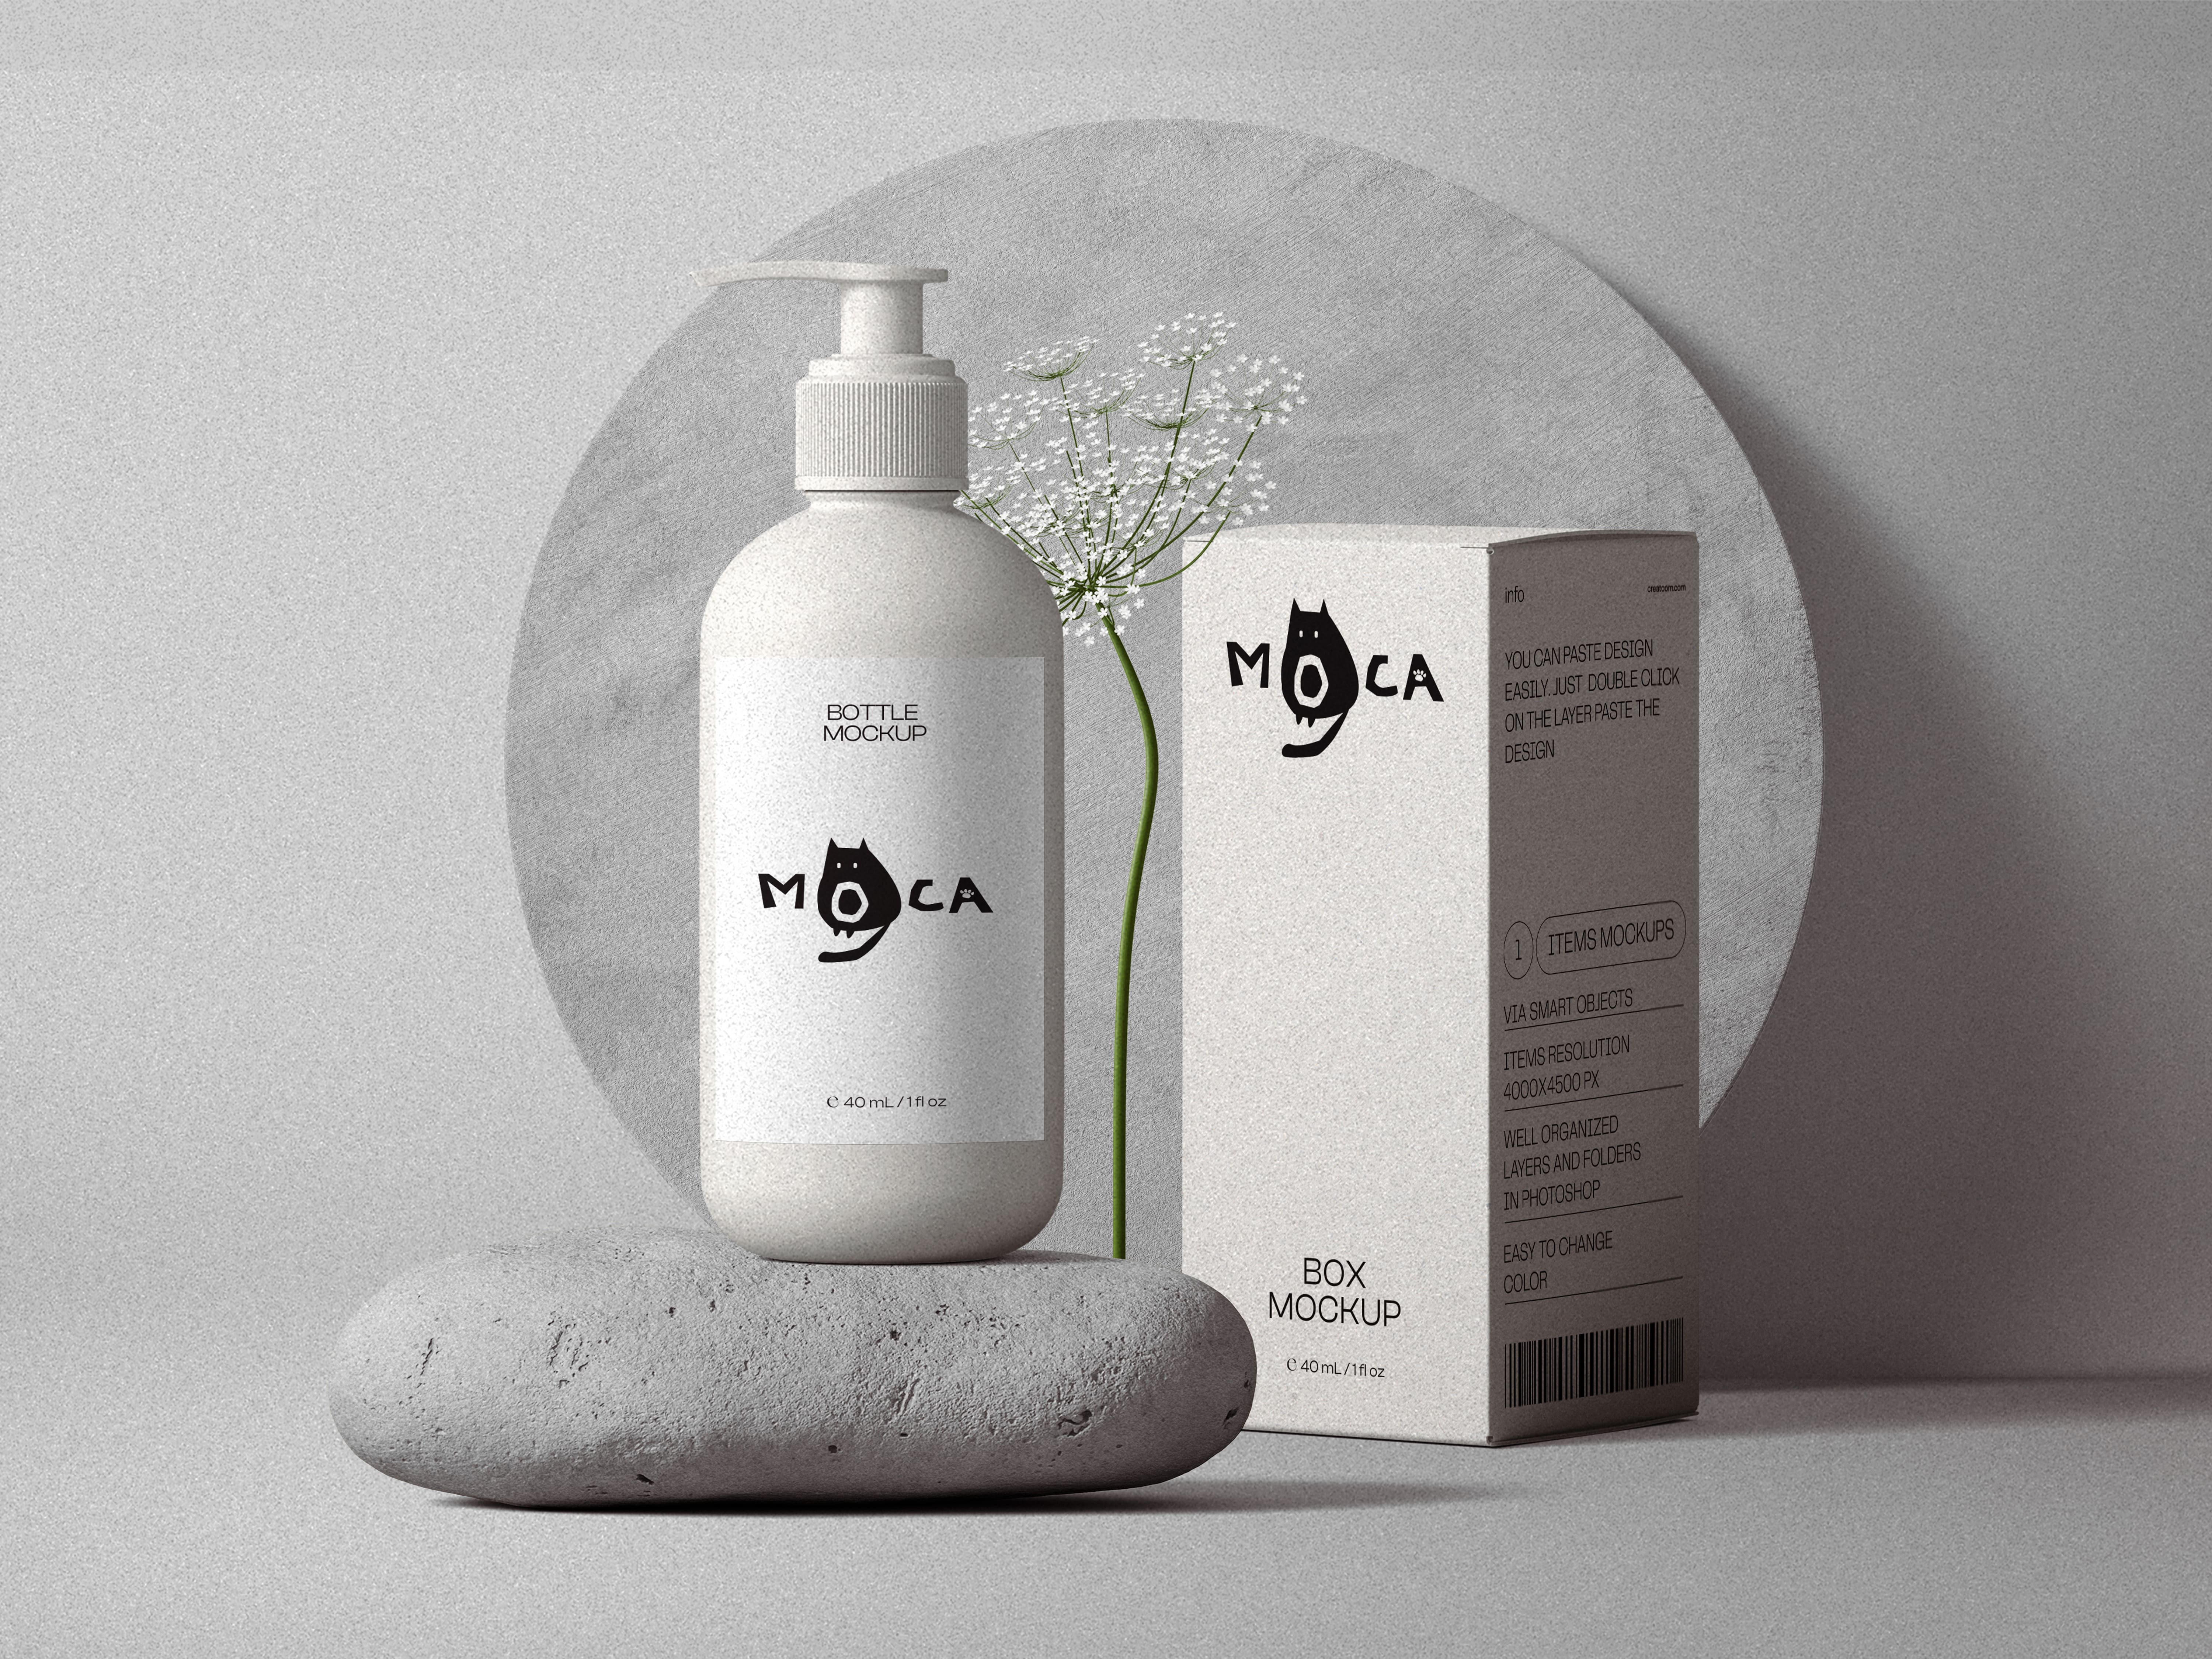 BOTTLE
MOCKUP
MOCA
℮ 40 mL / 1 fl oz
MOCA
BOX
MOCKUP
℮ 40 mL / 1 fl oz
info
creatoom.com
YOU CAN PASTE DESIGN
EASILY. JUST DOUBLE CLICK
ON THE LAYER PASTE THE
DESIGN
1 ITEMS MOCKUPS
VIA SMART OBJECTS
ITEMS RESOLUTION
4000X4500 PX
WELL ORGANIZED
LAYERS AND FOLDERS
IN PHOTOSHOP
EASY TO CHANGE
COLOR